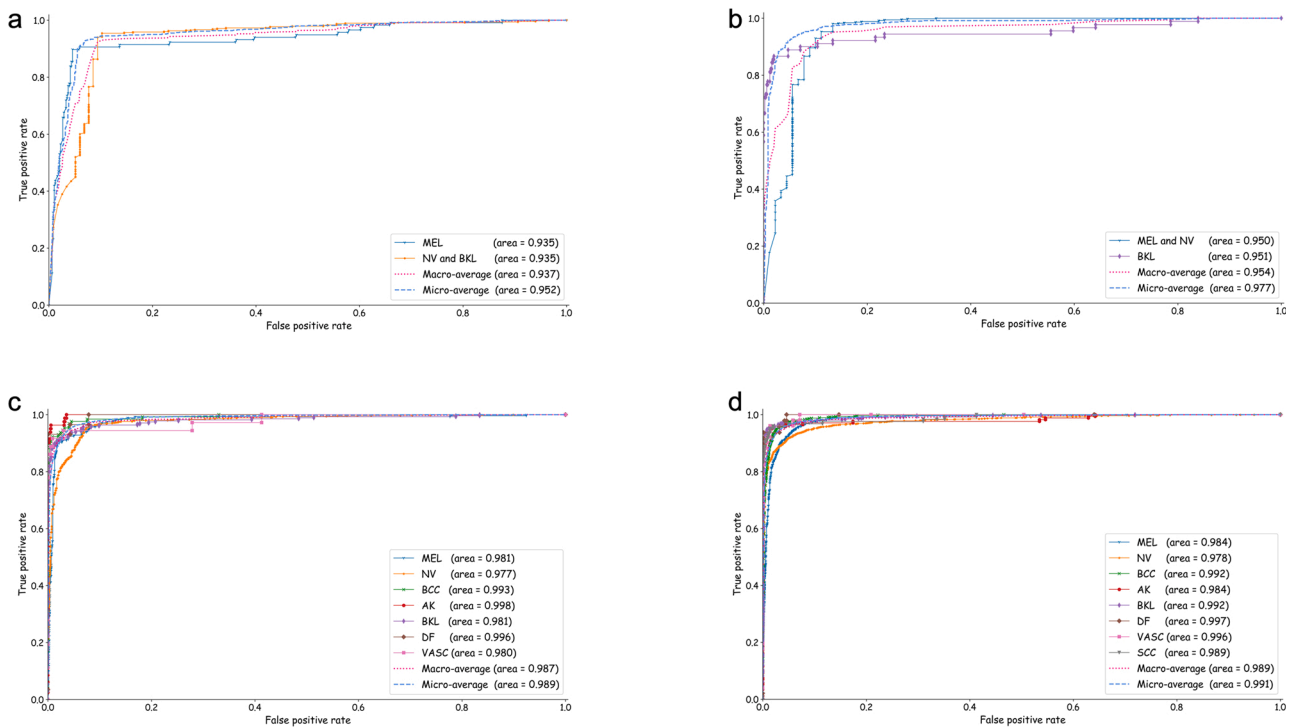 a
True positive rate
1.0
0.8
0.6
0.4
0.2
0.0
MEL (area = 0.935)
NV and BKL (area = 0.935)
Macro-average (area = 0.937)
Micro-average (area = 0.952)
0.0 0.2 0.4 0.6 0.8 1.0
False positive rate
b
True positive rate
1.0
0.8
0.6
0.4
0.2
0.0
MEL and NV (area = 0.950)
BKL (area = 0.951)
Macro-average (area = 0.954)
Micro-average (area = 0.977)
0.0 0.2 0.4 0.6 0.8 1.0
False positive rate
c
True positive rate
1.0
0.8
0.6
0.4
0.2
0.0
MEL (area = 0.981)
NV (area = 0.977)
BCC (area = 0.993)
AK (area = 0.998)
BKL (area = 0.981)
DF (area = 0.996)
VASC (area = 0.980)
Macro-average (area = 0.987)
Micro-average (area = 0.989)
0.0 0.2 0.4 0.6 0.8 1.0
False positive rate
d
True positive rate
1.0
0.8
0.6
0.4
0.2
0.0
MEL (area = 0.984)
NV (area = 0.978)
BCC (area = 0.992)
AK (area = 0.984)
BKL (area = 0.992)
DF (area = 0.997)
VASC (area = 0.996)
SCC (area = 0.989)
Macro-average (area = 0.989)
Micro-average (area = 0.991)
0.0 0.2 0.4 0.6 0.8 1.0
False positive rate